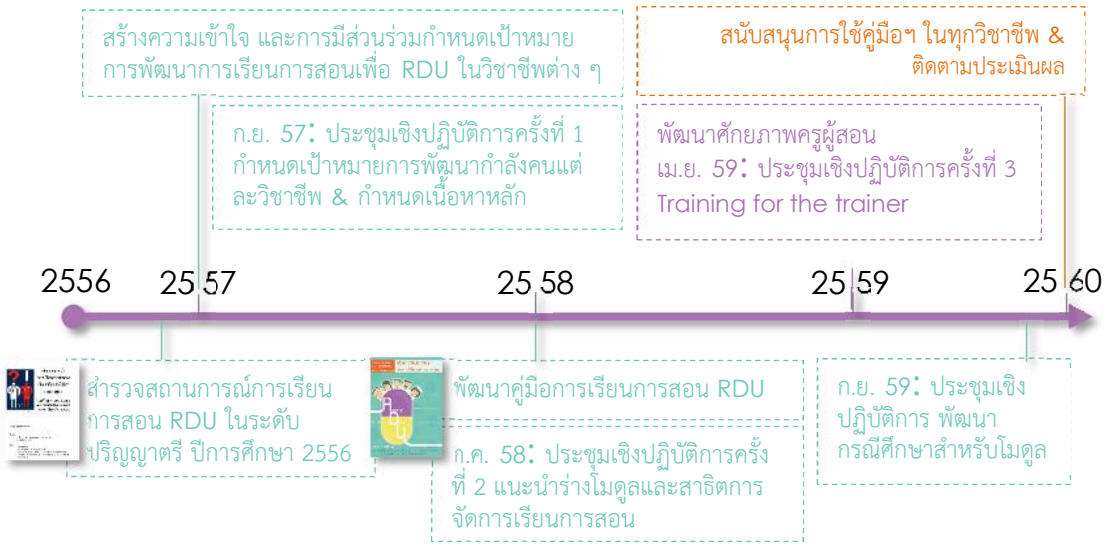 สร้างความเข้าใจ และการมีส่วนร่วมกำหนดเป้าหมาย
การพัฒนาการเรียนการสอนเพื่อ RDU ในวิชาชีพต่าง ๆ
สนับสนุนการใช้คู่มือฯ ในทุกวิชาชีพ &
ติดตามประเมินผล
ก.ย. 57: ประชุมเชิงปฏิบัติการครั้งที่ 1
กำหนดเป้าหมายการพัฒนากำลังคนแต่
ละวิชาชีพ & กำหนดเนื้อหาหลัก
พัฒนาศักยภาพครูผู้สอน
เม.ย. 59: ประชุมเชิงปฏิบัติการครั้งที่ 3
Training for the trainer
2556 2557 2558 2559 2560
สำรวจสถานการณ์การเรียน
การสอน RDU ในระดับ
ปริญญาตรี ปีการศึกษา 2556
RDU
พัฒนาคู่มือการเรียนการสอน RDU
ก.ค. 58: ประชุมเชิงปฏิบัติการครั้ง
ที่ 2 แนะนำร่างโมดูลและสาธิตการ
จัดการเรียนการสอน
ก.ย. 59: ประชุมเชิง
ปฏิบัติการ พัฒนา
กรณีศึกษาสำหรับโมดูล